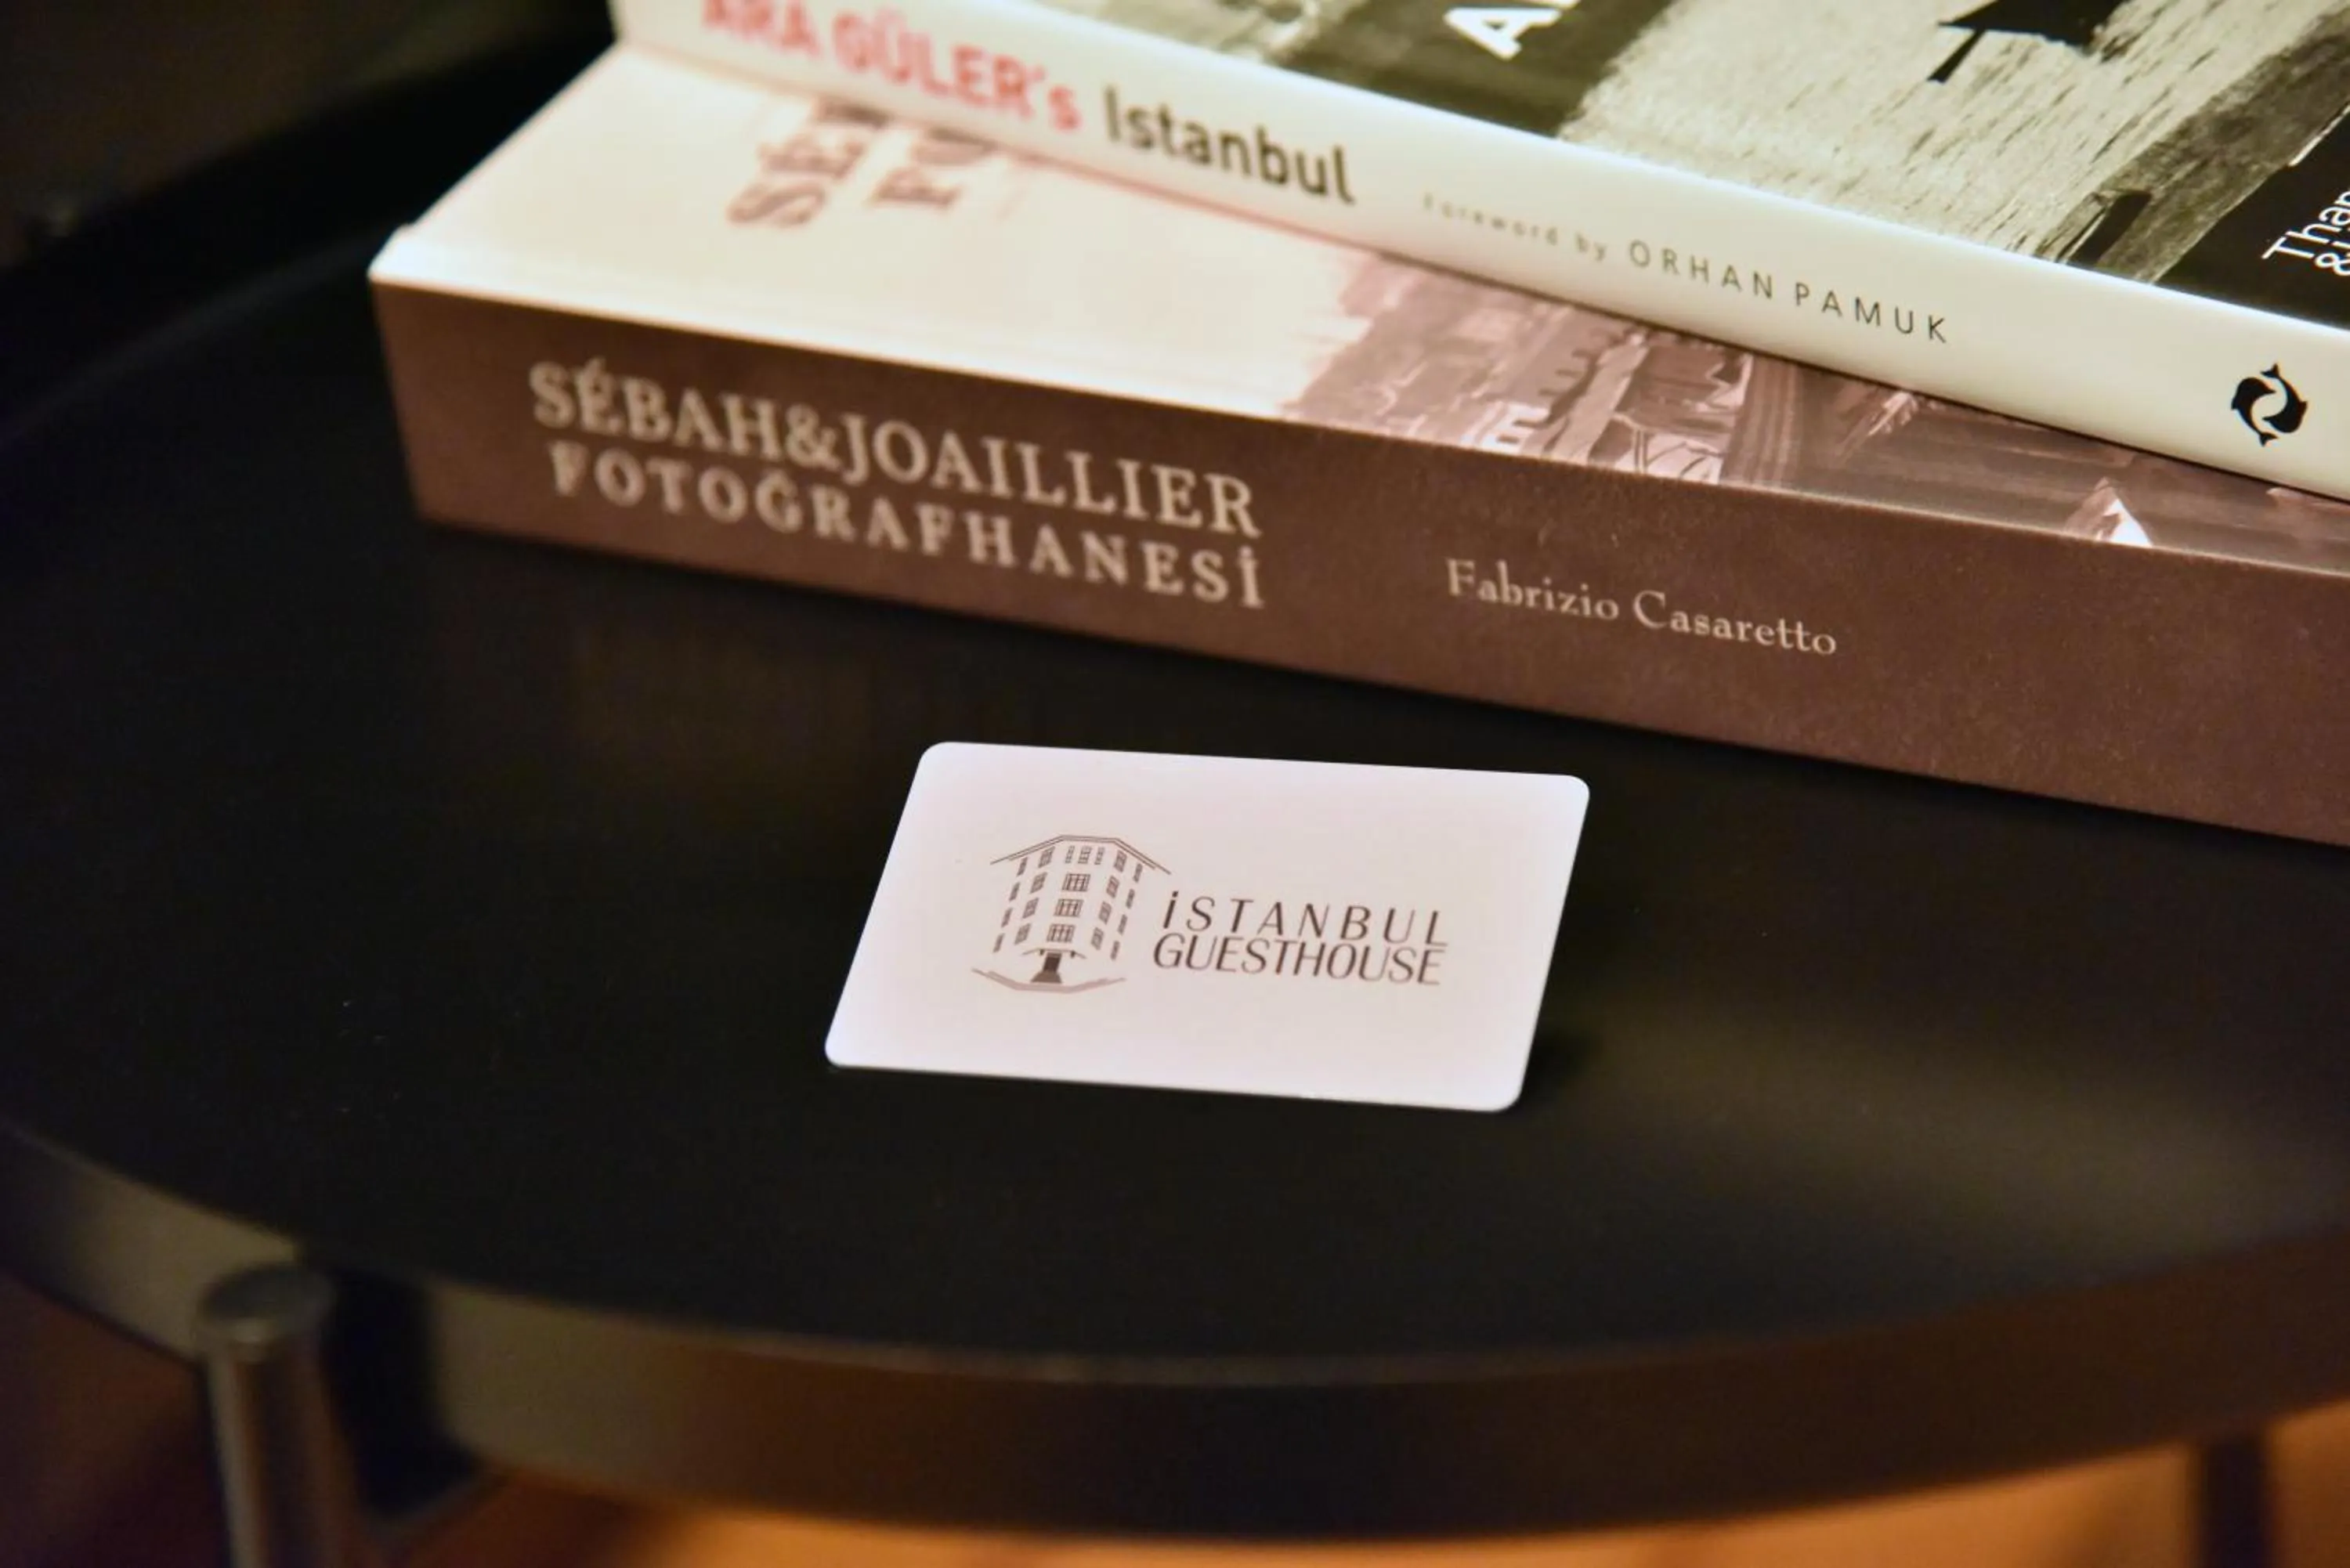 ARA GÜLER's Istanbul Foreword by ORHAN PAMUK
SÉBAH&JOAILLIER
FOTOĞRAFHANESİ
Fabrizio Casaretto
İSTANBUL
GUESTHOUSE